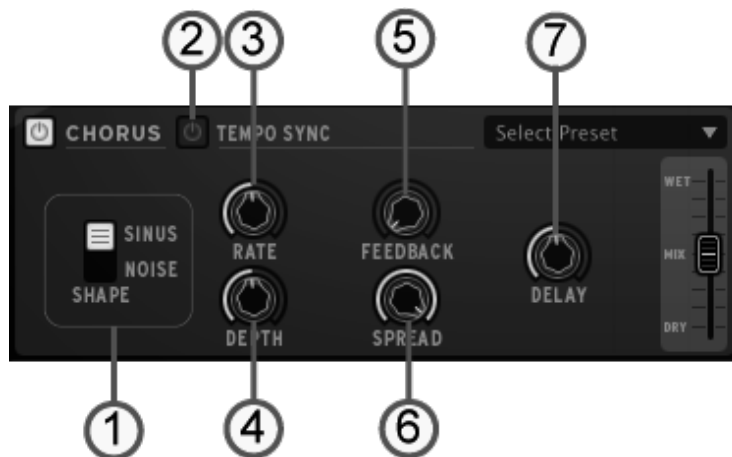 2 3 5 7
CHORUS TEMPO SYNC Select Preset
WET
SINUS
NOISE
SHAPE
RATE FEEDBACK
DELAY
MIX
DEPTH SPREAD
DRY
1 4 6